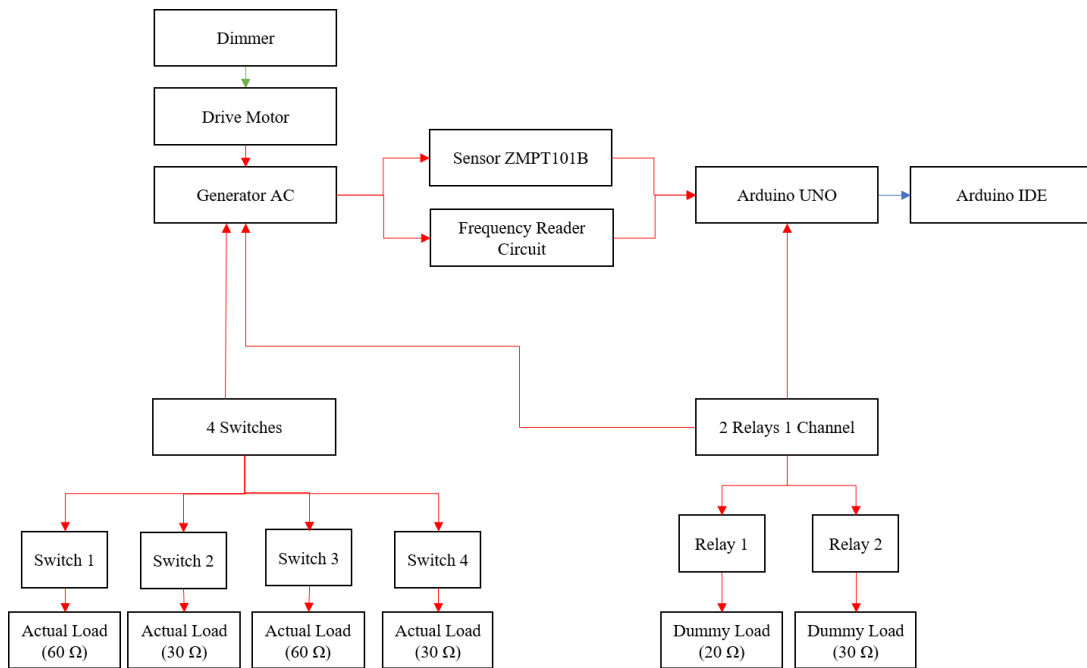 Dimmer
Drive Motor
Generator AC
Sensor ZMPT101B
Frequency Reader
Circuit
Arduino UNO
Arduino IDE
4 Switches
2 Relays 1 Channel
Switch 1
Switch 2
Switch 3
Switch 4
Relay 1
Relay 2
Actual Load
(60 Ω)
Actual Load
(30 Ω)
Actual Load
(60 Ω)
Actual Load
(30 Ω)
Dummy Load
(20 Ω)
Dummy Load
(30 Ω)